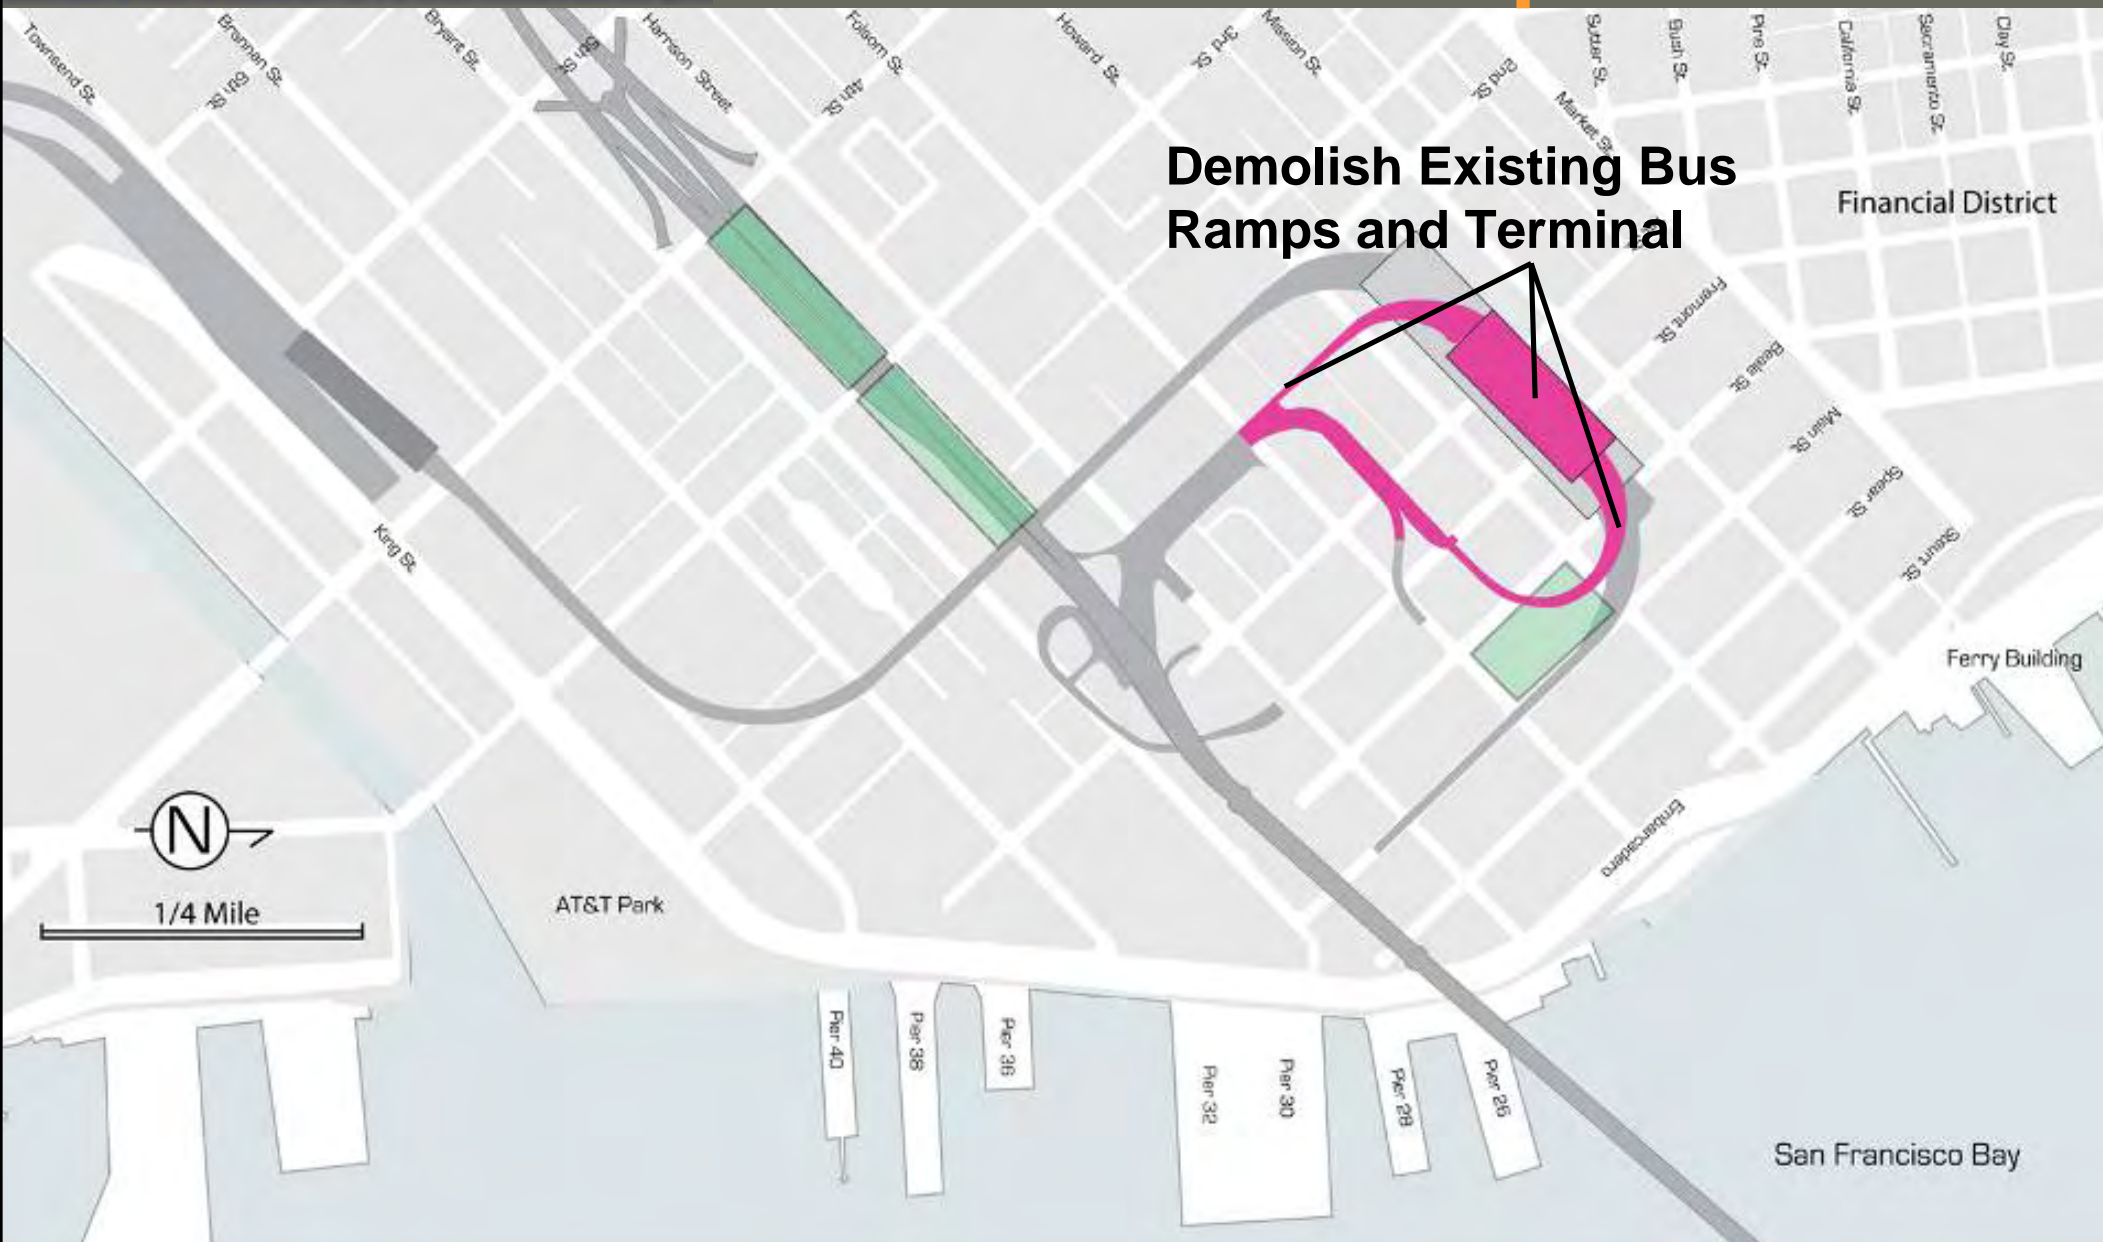 Townsend St.
Brannan St.
6th St.
Bryant St.
5th St.
Harrison Street
Folsom St.
4th St.
Howard St.
3rd St.
Mission St.
2nd St.
Market St.
Sutter St.
Bush St.
Pine St.
California St.
Sacramento St.
Clay St.
Demolish Existing Bus
Ramps and Terminal
Financial District
Fremont St.
Beale St.
Main St.
Spear St.
Steurt St.
King St.
Ferry Building
Embarcadero
N
1/4 Mile
AT&T Park
Pier 40
Pier 38
Pier 36
Pier 32
Pier 30
Pier 28
Pier 26
San Francisco Bay